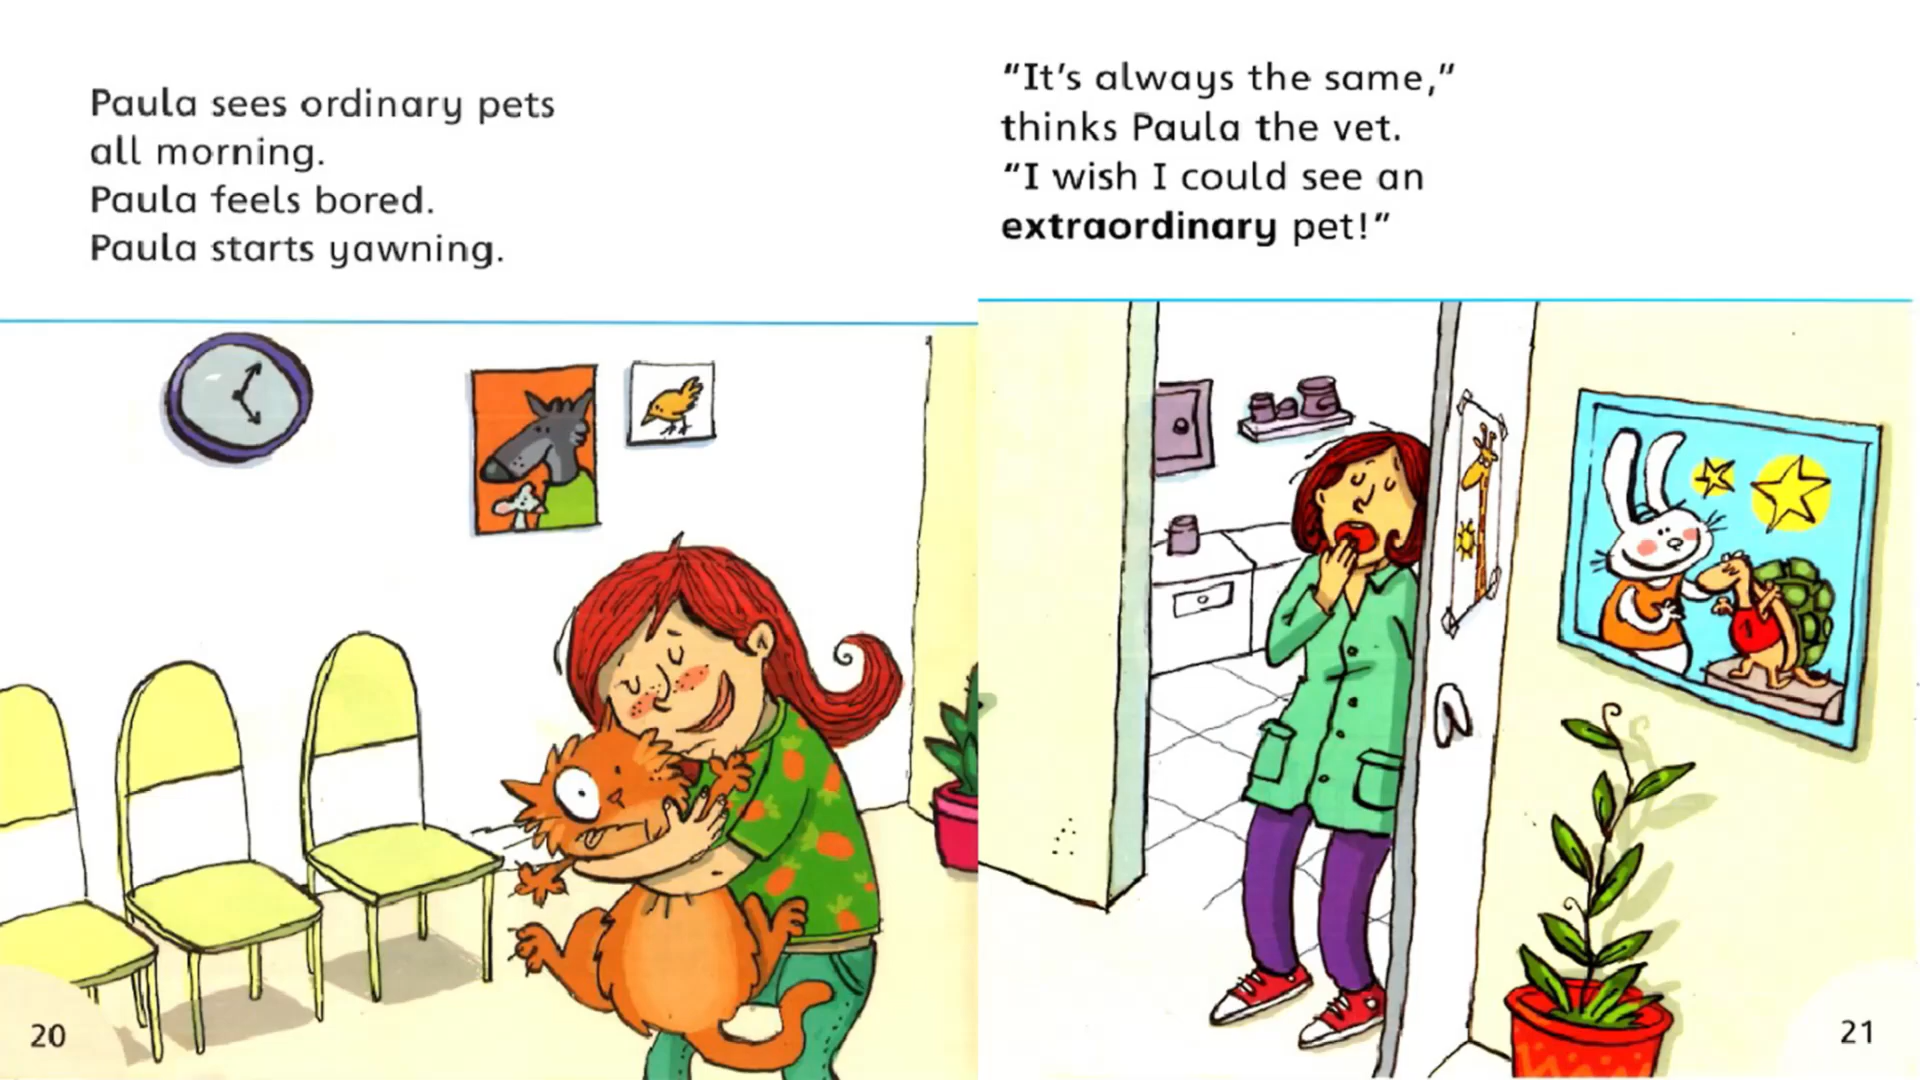 Paula sees ordinary pets
all morning.
Paula feels bored.
Paula starts yawning.
20
“It’s always the same,”
thinks Paula the vet.
“I wish I could see an
extraordinary pet!”
21